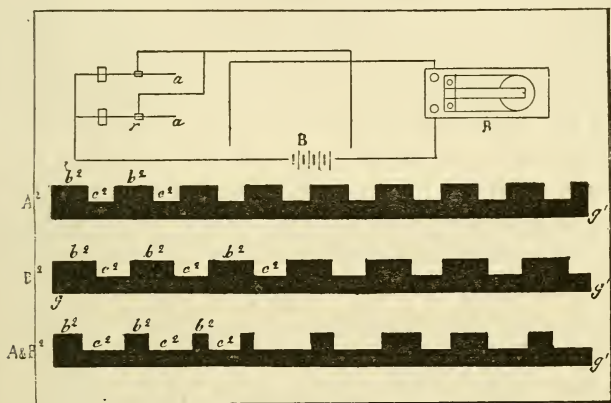 a
r a
B
b² b²
A² c² c² g'
b² b² b²
B² c² c² c² g'
g
b² b² b²
A&B² c² c² c² g'